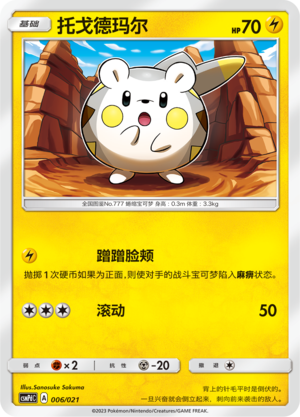 基础 托戈德玛尔 HP70
全国图鉴No.777 蜷缩宝可梦 身高：0.3m 体重：3.3kg
蹭蹭脸颊
抛掷1次硬币如果为正面，则使对手的战斗宝可梦陷入麻痹状态。
滚动 50
弱点 ×2 抗性 -20 撤退
Illus.Sanosuke Sakuma
CSMPfC A 006/021
背上的针毛平时是倒伏的。
一旦兴奋就会倒立起来，刺向前来袭击的敌人。
©2023 Pokémon/Nintendo/Creatures/GAME FREAK.